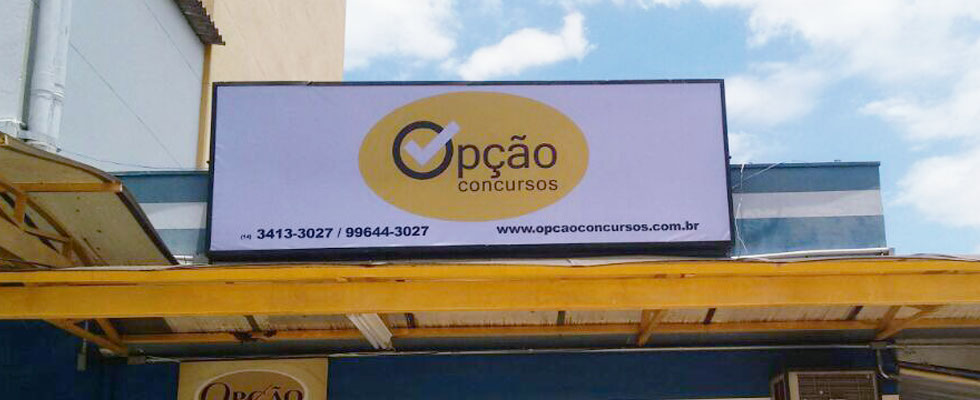 Opção
concursos
(14) 3413-3027 / 99644-3027
www.opcaoconcursos.com.br
OPÇÃO